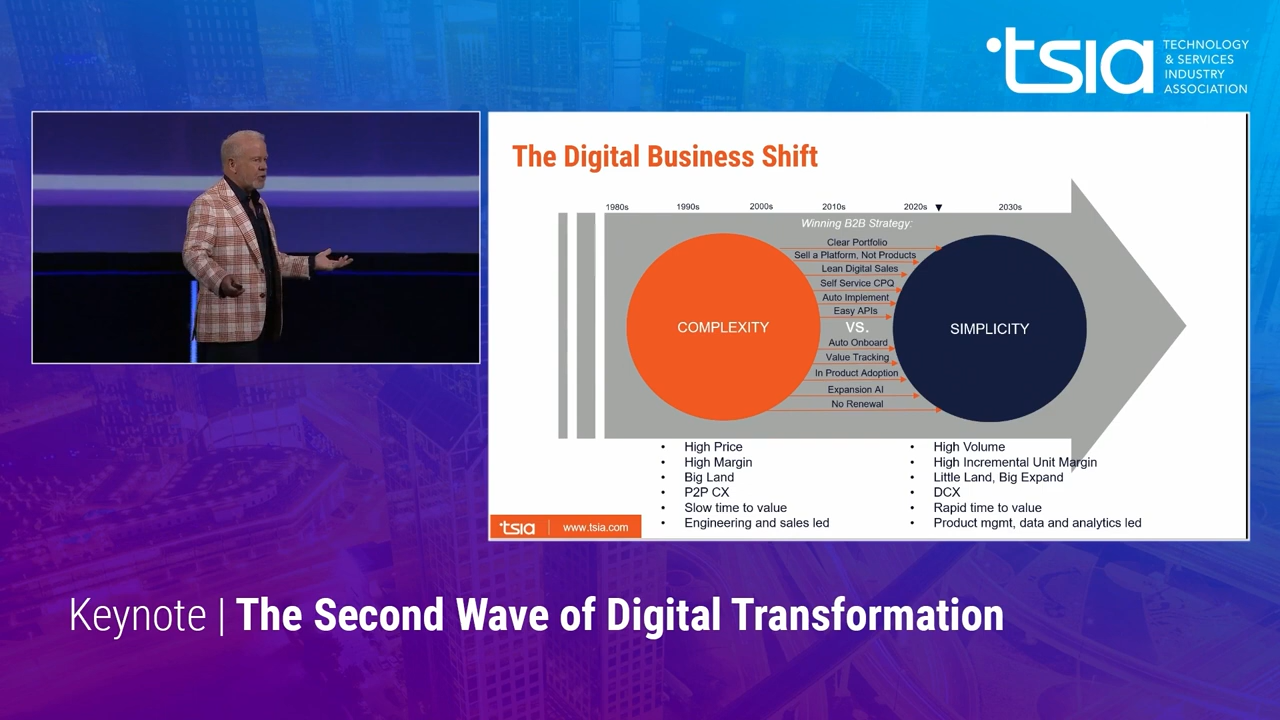 tsia
TECHNOLOGY
& SERVICES
INDUSTRY
ASSOCIATION
The Digital Business Shift
1980s 1990s 2000s 2010s 2020s 2030s
Winning B2B Strategy:
Clear Portfolio
Sell a Platform, Not Products
Lean Digital Sales
Self Service CPQ
Auto Implement
Easy APIs
COMPLEXITY VS. SIMPLICITY
Auto Onboard
Value Tracking
In Product Adoption
Expansion AI
No Renewal
• High Price
• High Margin
• Big Land
• P2P CX
• Slow time to value
• Engineering and sales led
• High Volume
• High Incremental Unit Margin
• Little Land, Big Expand
• DCX
• Rapid time to value
• Product mgmt, data and analytics led
tsia | www.tsia.com
Keynote | The Second Wave of Digital Transformation